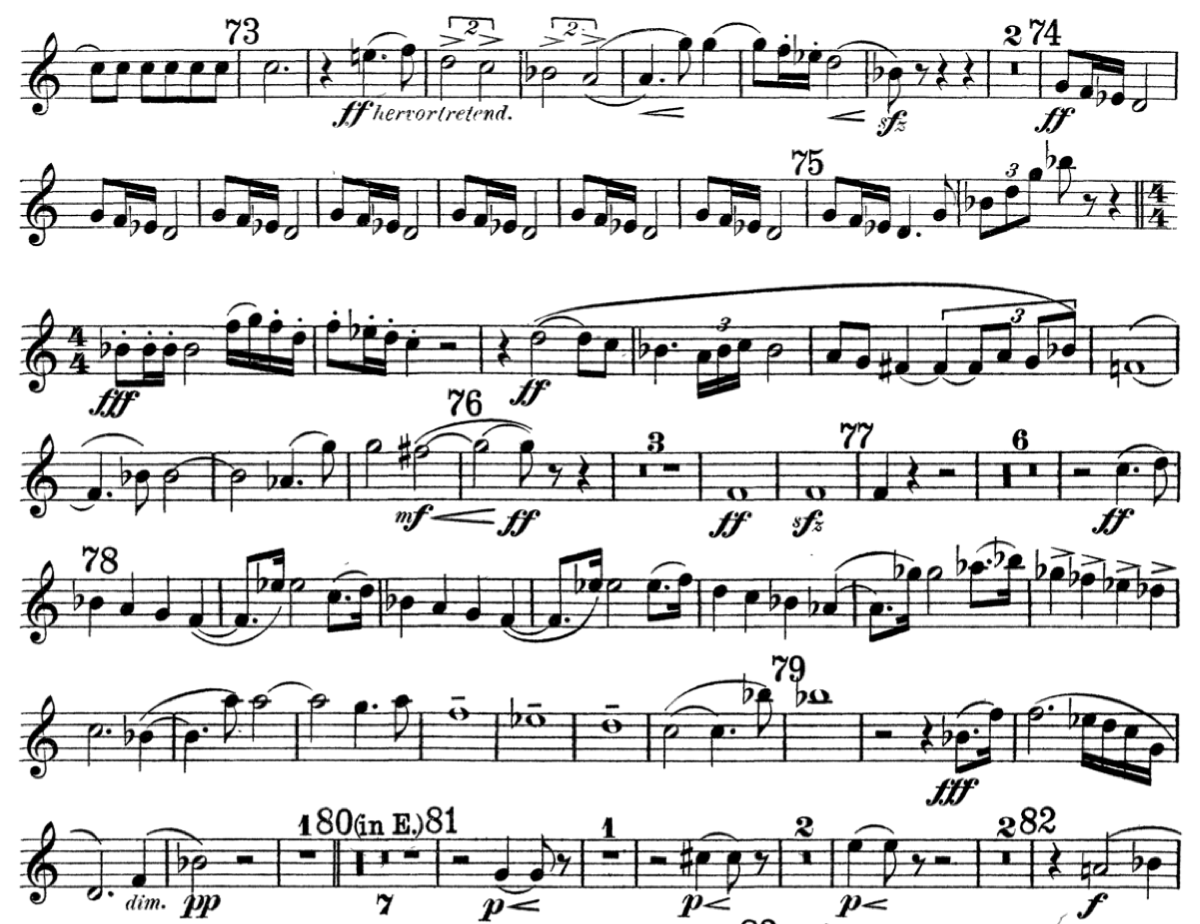 73 2 2 2 74
ff hervortretend. sfz ff
75
3
4/4
4/4 3 3
fff ff
76 3 77 6
mf ff ff sfz ff
78
79
fff
1 80 (in E.) 81 1 2 2 82
dim. pp 7 p p p f